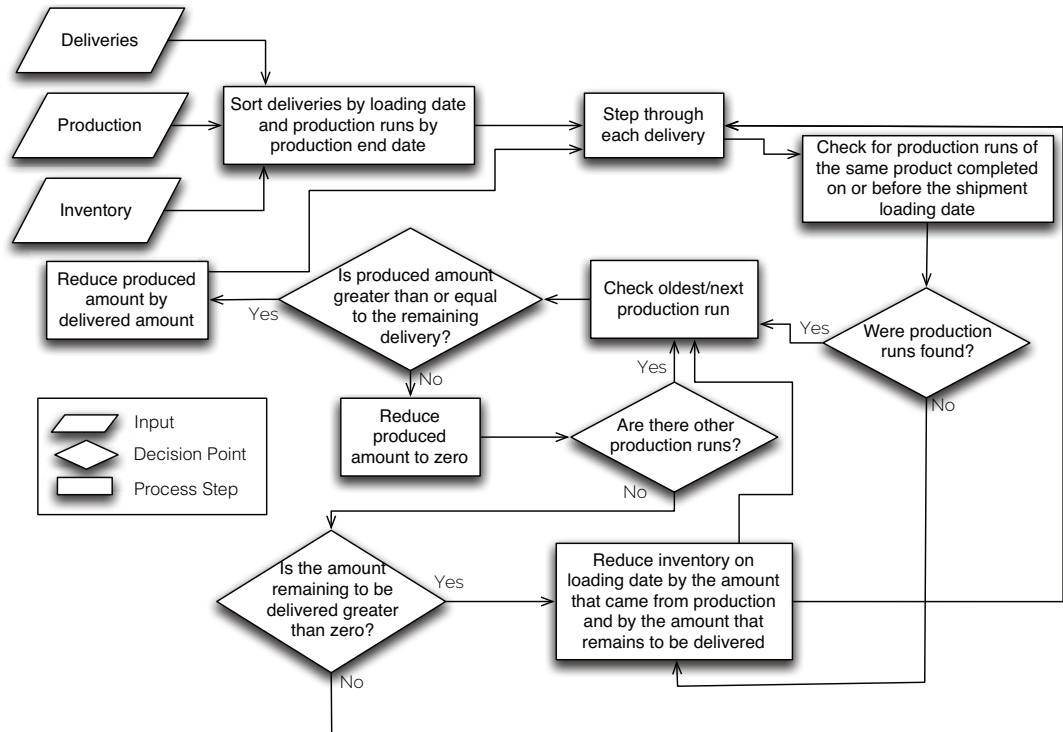 Deliveries
Production
Inventory
Sort deliveries by loading date
and production runs by
production end date
Step through
each delivery
Check for production runs of
the same product completed
on or before the shipment
loading date
Were production
runs found?
Yes
No
Check oldest/next
production run
Is produced amount
greater than or equal
to the remaining
delivery?
Yes
No
Reduce produced
amount by
delivered amount
Reduce
produced
amount to zero
Are there other
production runs?
Yes
No
Input
Decision Point
Process Step
Is the amount
remaining to be
delivered greater
than zero?
Yes
No
Reduce inventory on
loading date by the amount
that came from production
and by the amount that
remains to be delivered